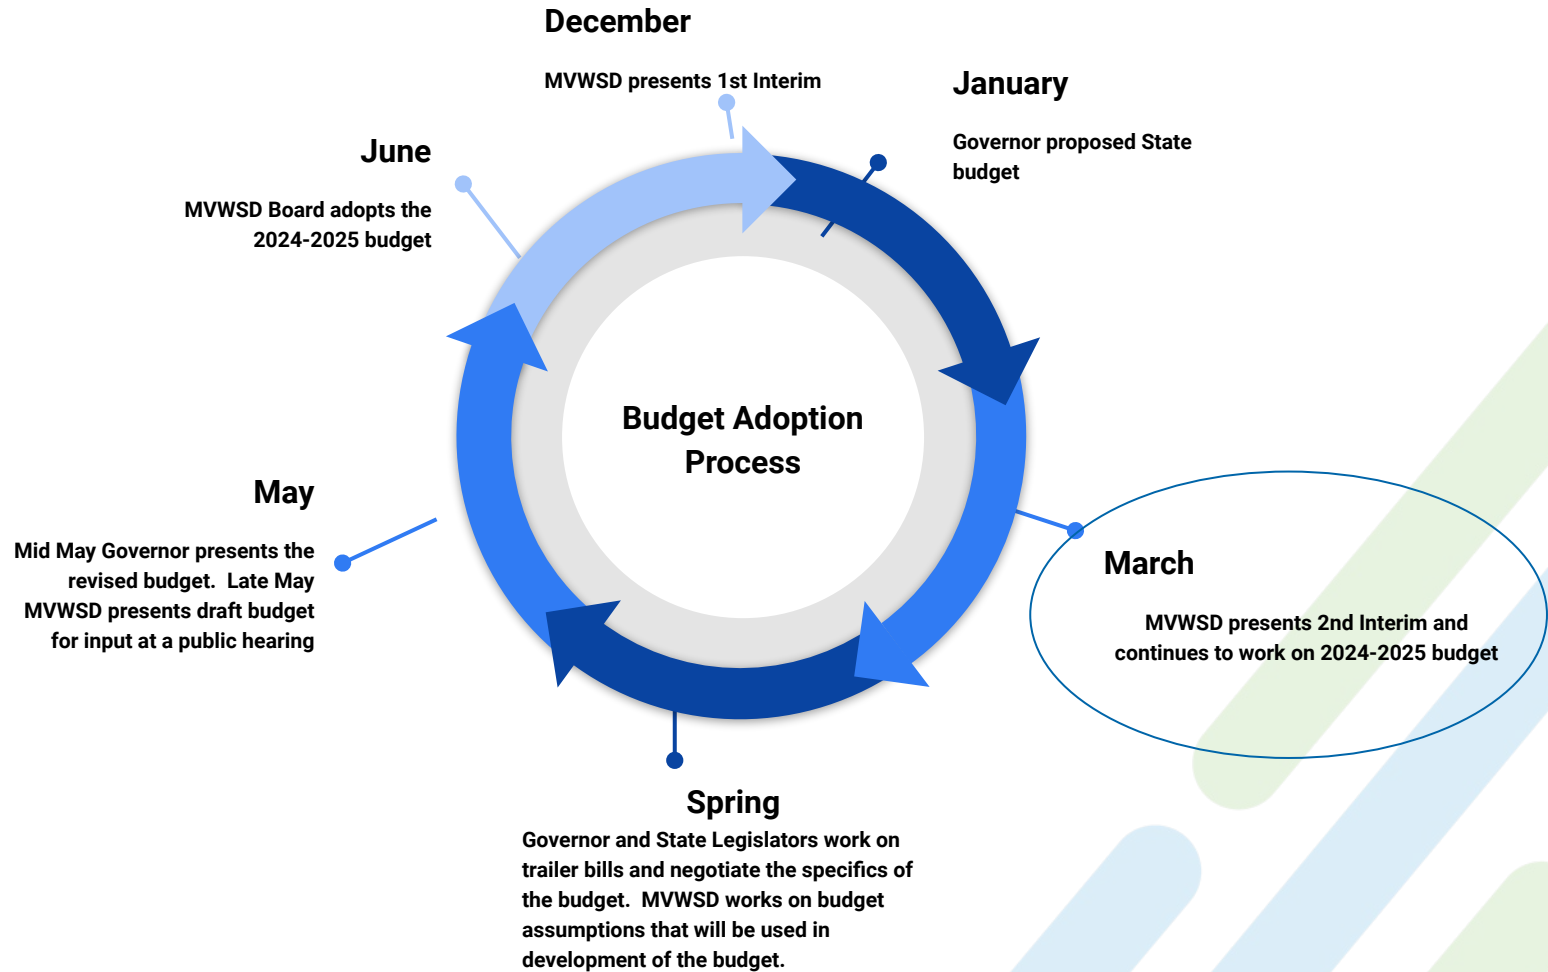 December
MVWSD presents 1st Interim
January
Governor proposed State
budget
June
MVWSD Board adopts the
2024-2025 budget
Budget Adoption
Process
March
MVWSD presents 2nd Interim and
continues to work on 2024-2025 budget
May
Mid May Governor presents the
revised budget.  Late May
MVWSD presents draft budget
for input at a public hearing
Spring
Governor and State Legislators work on
trailer bills and negotiate the specifics of
the budget.  MVWSD works on budget
assumptions that will be used in
development of the budget.